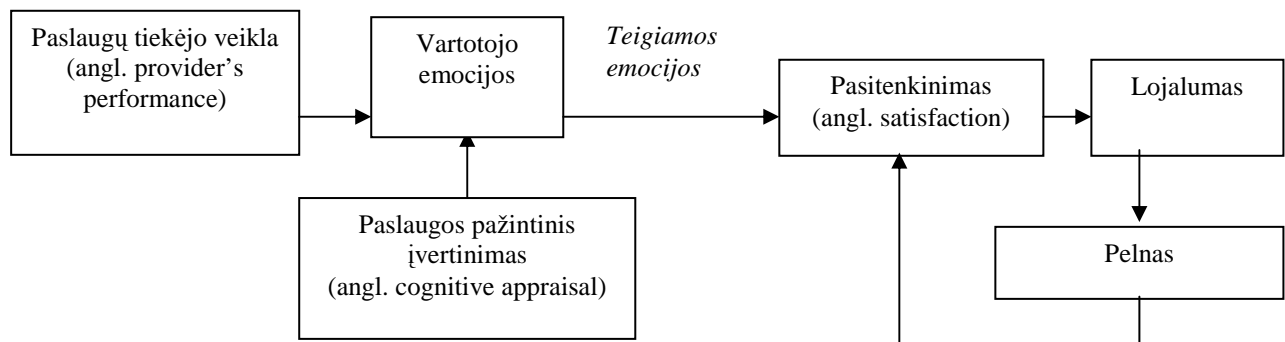 Paslaugų tiekėjo veikla
(angl. provider's
performance)
Vartotojo
emocijos
Teigiamos
emocijos
Pasitenkinimas
(angl. satisfaction)
Lojalumas
Paslaugos pažintinis
įvertinimas
(angl. cognitive appraisal)
Pelnas